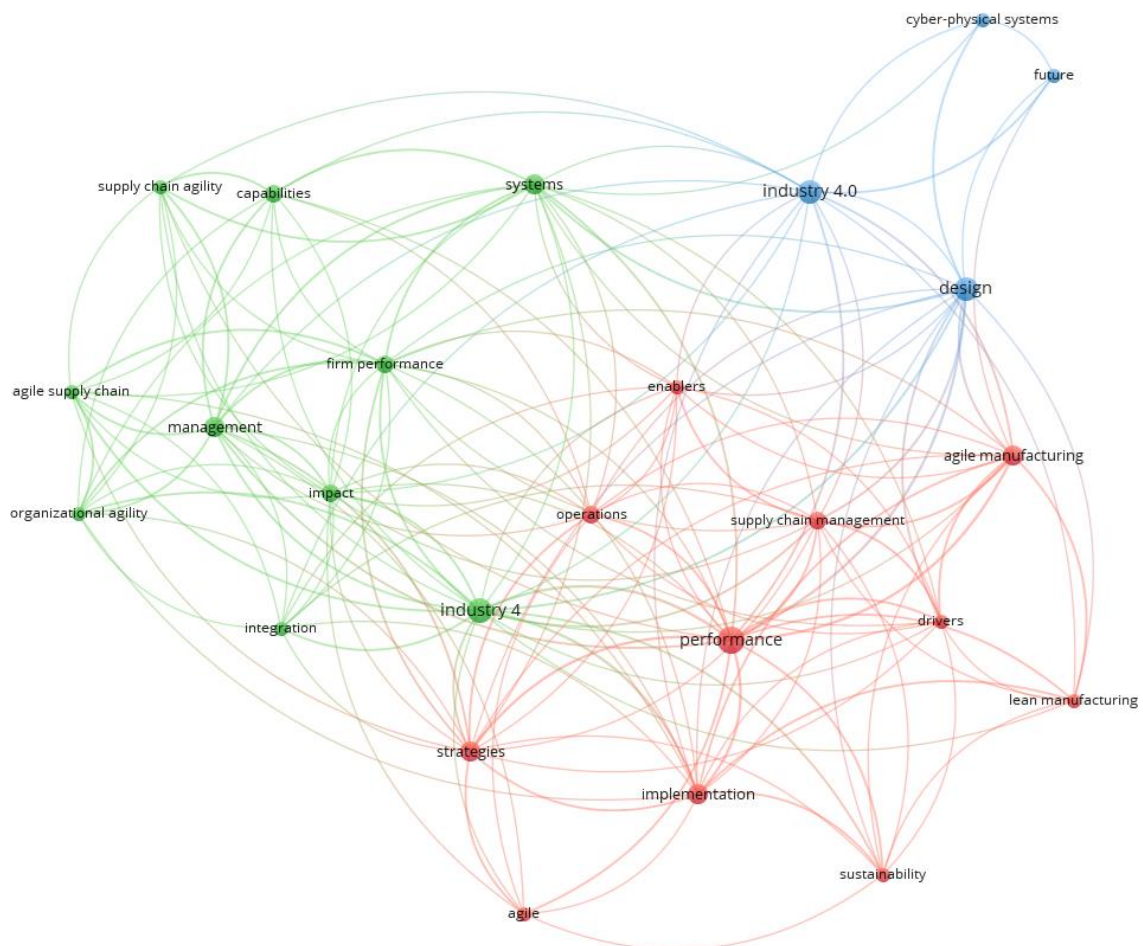 cyber-physical systems
future
supply chain agility
capabilities
systems
industry 4.0
design
firm performance
agile supply chain
enablers
management
agile manufacturing
impact
organizational agility
operations
supply chain management
industry 4
integration
performance
drivers
lean manufacturing
strategies
implementation
sustainability
agile